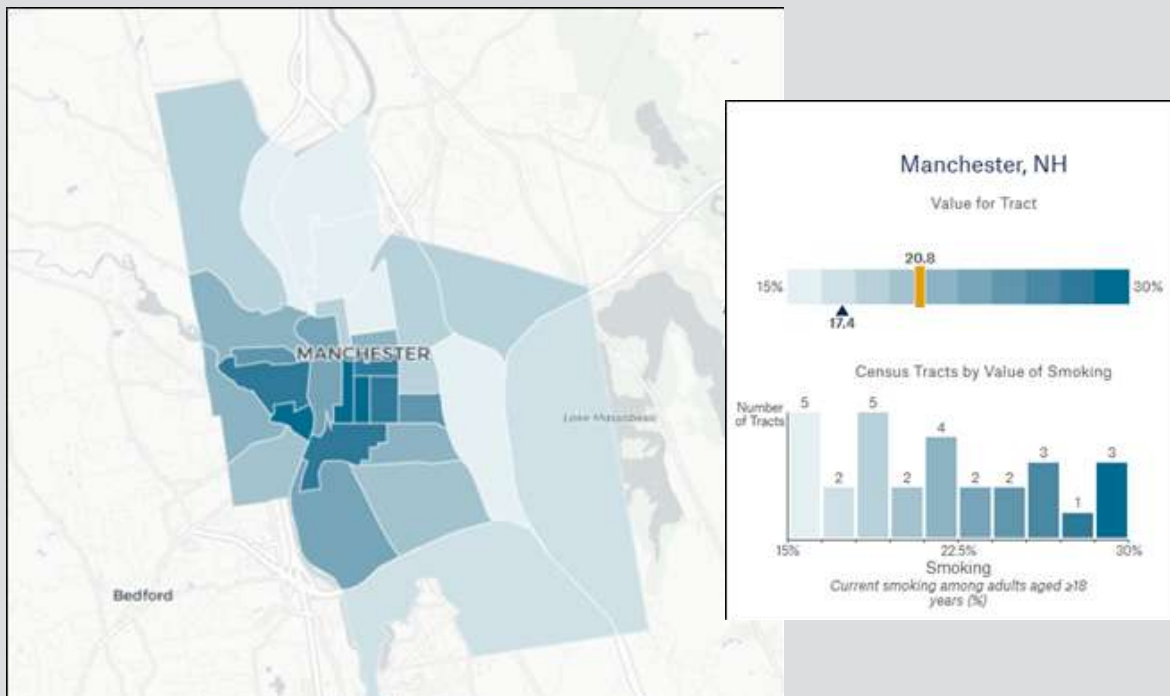 MANCHESTER
Bedford
Manchester, NH
Value for Tract
20.8
15%
30%
17.4
Census Tracts by Value of Smoking
Number
of Tracts
5
2
5
2
4
2
2
3
1
3
15%
22.5%
30%
Smoking
Current smoking among adults aged ≥18
years (%)